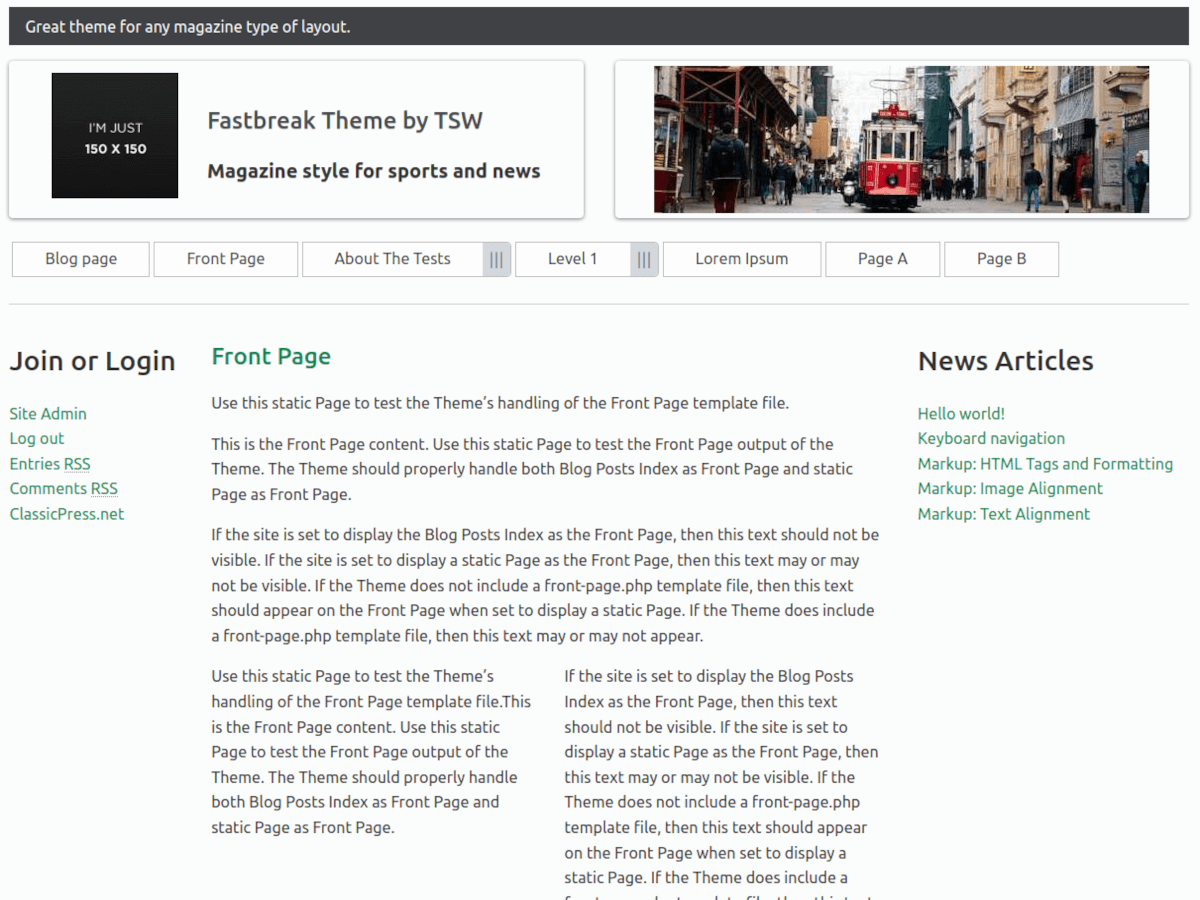 Great theme for any magazine type of layout.
I'M JUST
150 X 150
Fastbreak Theme by TSW
Magazine style for sports and news
Blog page
Front Page
About The Tests
Level 1
Lorem Ipsum
Page A
Page B
Join or Login
Site Admin
Log out
Entries RSS
Comments RSS
ClassicPress.net
Front Page
Use this static Page to test the Theme’s handling of the Front Page template file.
This is the Front Page content. Use this static Page to test the Front Page output of the
Theme. The Theme should properly handle both Blog Posts Index as Front Page and static
Page as Front Page.
If the site is set to display the Blog Posts Index as the Front Page, then this text should not be
visible. If the site is set to display a static Page as the Front Page, then this text may or may
not be visible. If the Theme does not include a front-page.php template file, then this text
should appear on the Front Page when set to display a static Page. If the Theme does include
a front-page.php template file, then this text may or may not appear.
Use this static Page to test the Theme’s
handling of the Front Page template file.This
is the Front Page content. Use this static
Page to test the Front Page output of the
Theme. The Theme should properly handle
both Blog Posts Index as Front Page and
static Page as Front Page.
If the site is set to display the Blog Posts
Index as the Front Page, then this text
should not be visible. If the site is set to
display a static Page as the Front Page, then
this text may or may not be visible. If the
Theme does not include a front-page.php
template file, then this text should appear
on the Front Page when set to display a
static Page. If the Theme does include a
News Articles
Hello world!
Keyboard navigation
Markup: HTML Tags and Formatting
Markup: Image Alignment
Markup: Text Alignment